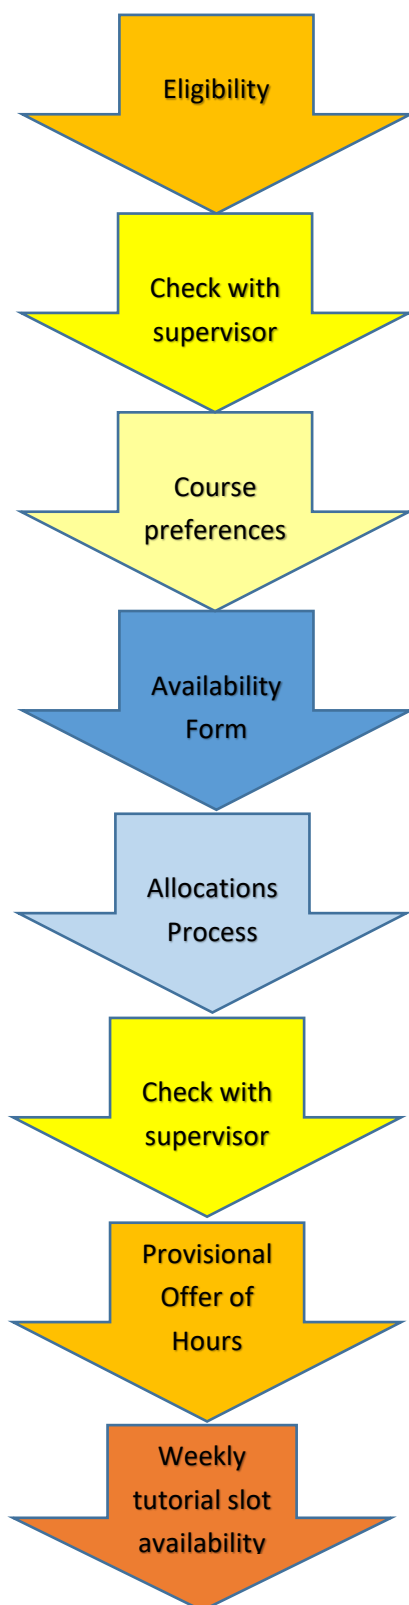 Eligibility
Check with
supervisor
Course
preferences
Availability
Form
Allocations
Process
Check with
supervisor
Provisional
Offer of
Hours
Weekly
tutorial slot
availability